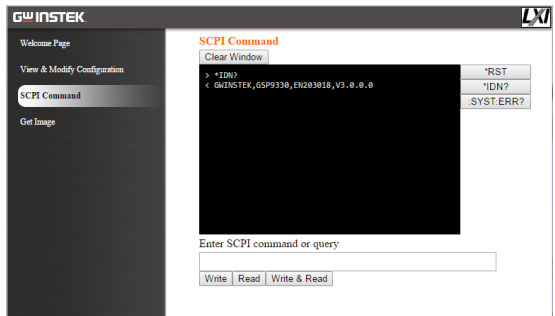 GWINSTEK
LXI
Welcome Page
View & Modify Configuration
SCPI Command
Get Image
SCPI Command
Clear Window
> *IDN?
< GWINSTEK,GSP9330,EN203018,V3.0.0.0
*RST
*IDN?
:SYST:ERR?
Enter SCPI command or query
Write Read Write & Read